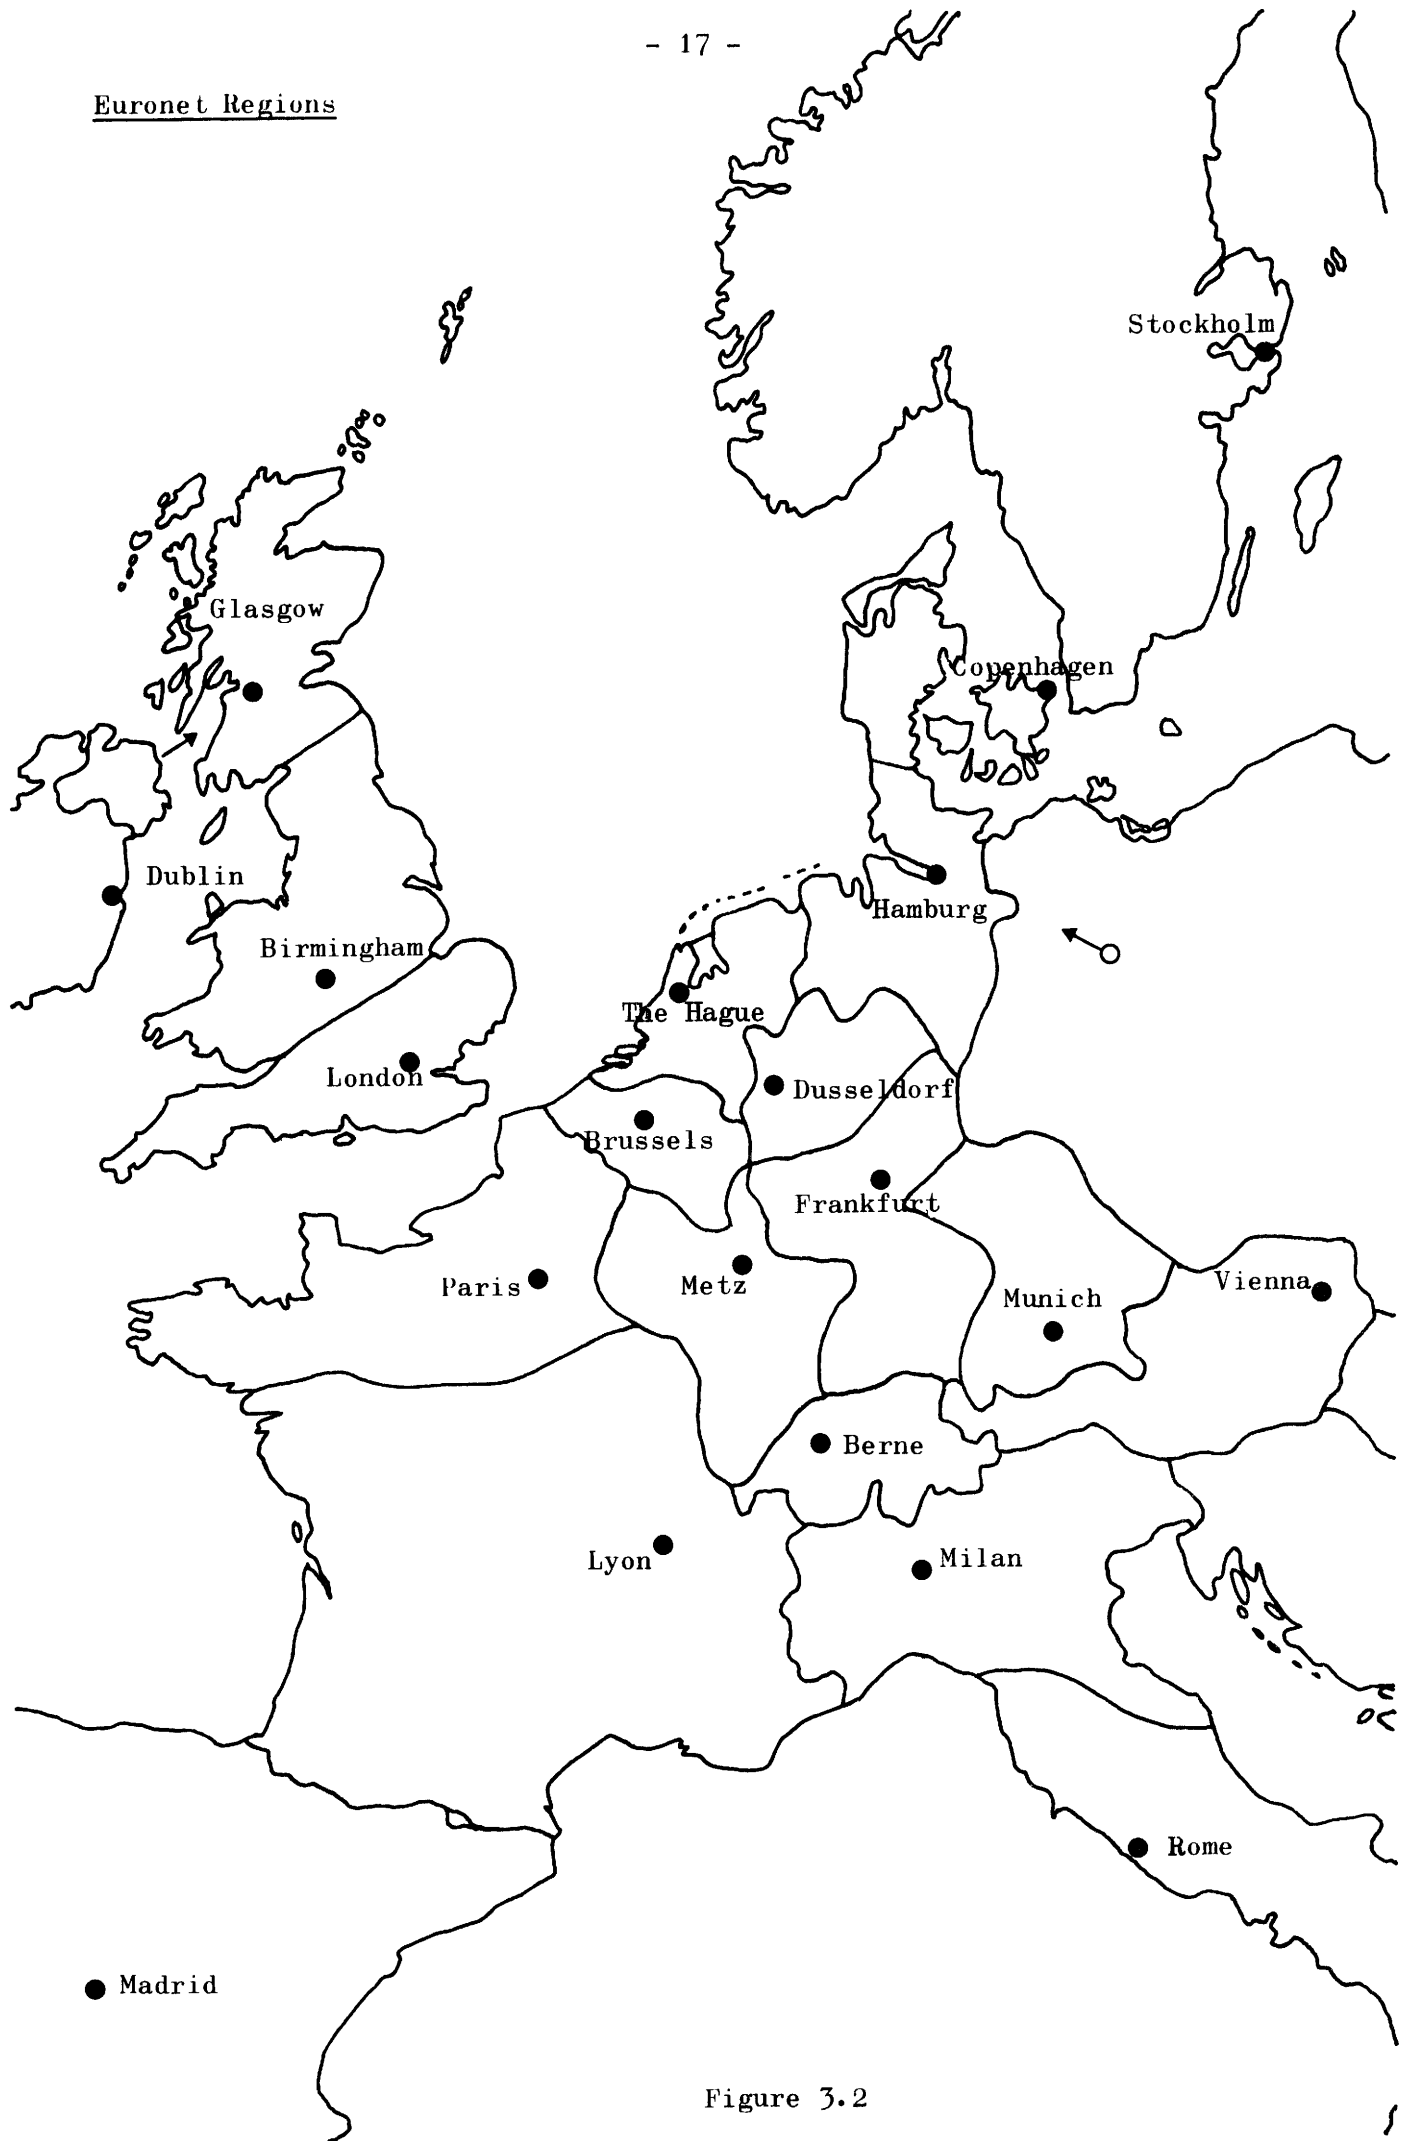 - 17 -
Euronet Regions
Stockholm
Glasgow
Copenhagen
Dublin
Hamburg
Birmingham
The Hague
London
Dusseldorf
Brussels
Frankfurt
Paris
Metz
Munich
Vienna
Berne
Lyon
Milan
Rome
Madrid
Figure 3.2